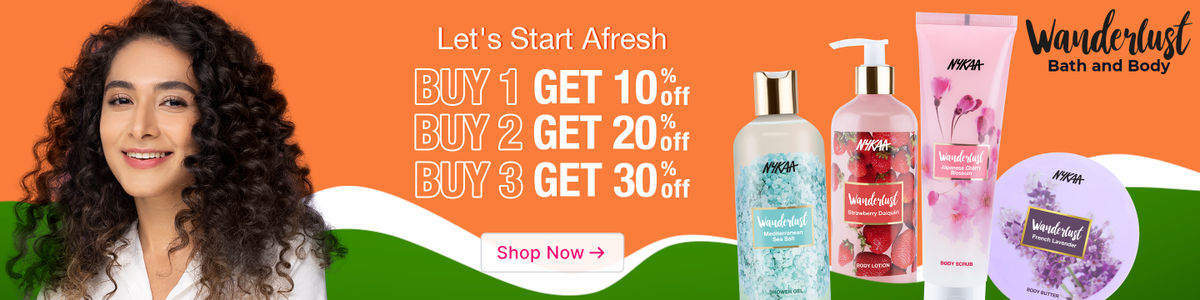 Let's Start Afresh
BUY 1 GET 10% off
BUY 2 GET 20% off
BUY 3 GET 30% off
Shop Now →
Wanderlust
Bath and Body
NYKAA
Wanderlust
Mediterranean
Sea Salt
SHOWER GEL
NYKAA
Wanderlust
Strawberry Daiquiri
BODY LOTION
NYKAA
Wanderlust
Japanese Cherry
Blossom
BODY SCRUB
NYKAA
Wanderlust
French Lavender
BODY BUTTER